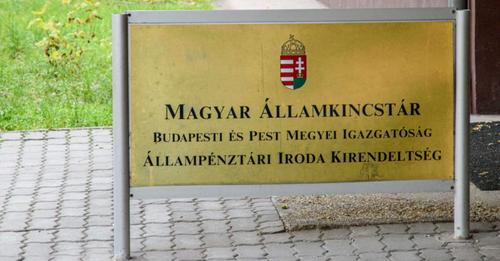 MAGYAR ÁLLAMKINCSTÁR
BUDAPESTI ÉS PEST MEGYEI IGAZGATÓSÁG
ÁLLAMPÉNZTÁRI IRODA KIRENDELTSÉG